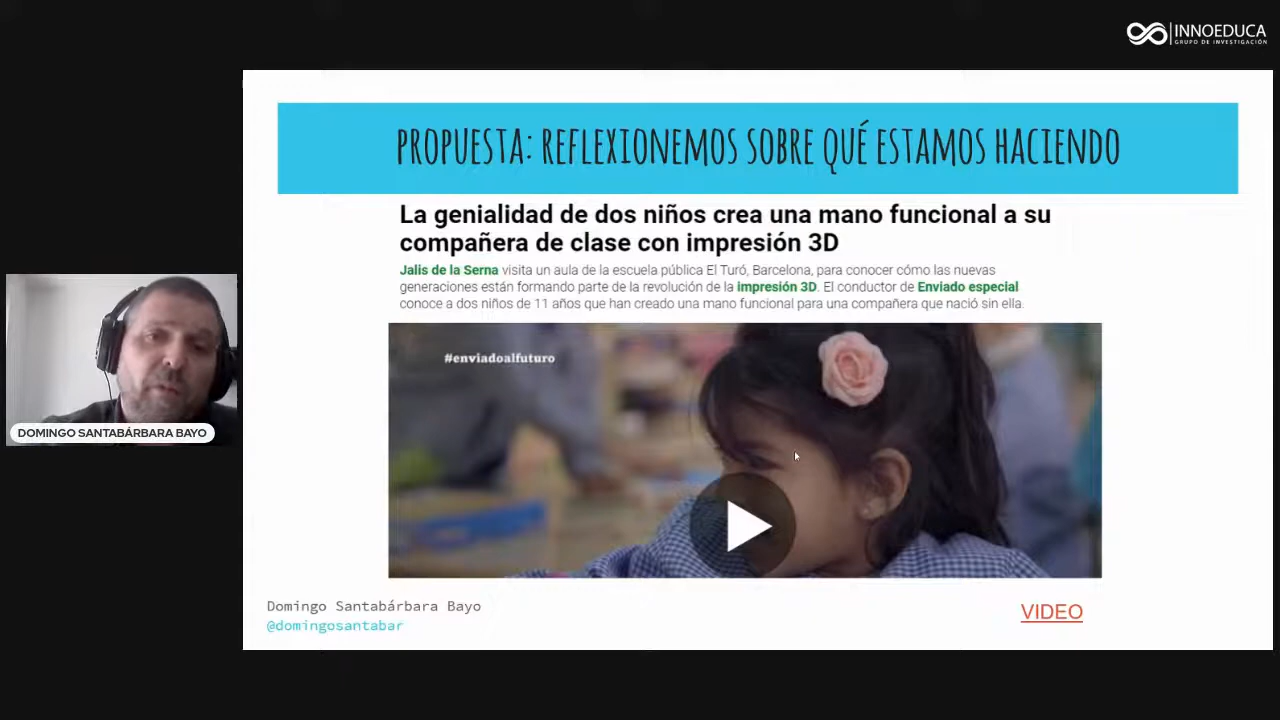 INNOEDUCA
GRUPO DE INVESTIGACIÓN
PROPUESTA: REFLEXIONEMOS SOBRE QUÉ ESTAMOS HACIENDO
La genialidad de dos niños crea una mano funcional a su
compañera de clase con impresión 3D
Jalis de la Serna visita un aula de la escuela pública El Turó, Barcelona, para conocer cómo las nuevas
generaciones están formando parte de la revolución de la impresión 3D. El conductor de Enviado especial
conoce a dos niños de 11 años que han creado una mano funcional para una compañera que nació sin ella.
#enviadoalfuturo
DOMINGO SANTABÁRBARA BAYO
Domingo Santabárbara Bayo
@domingosantabar
VIDEO